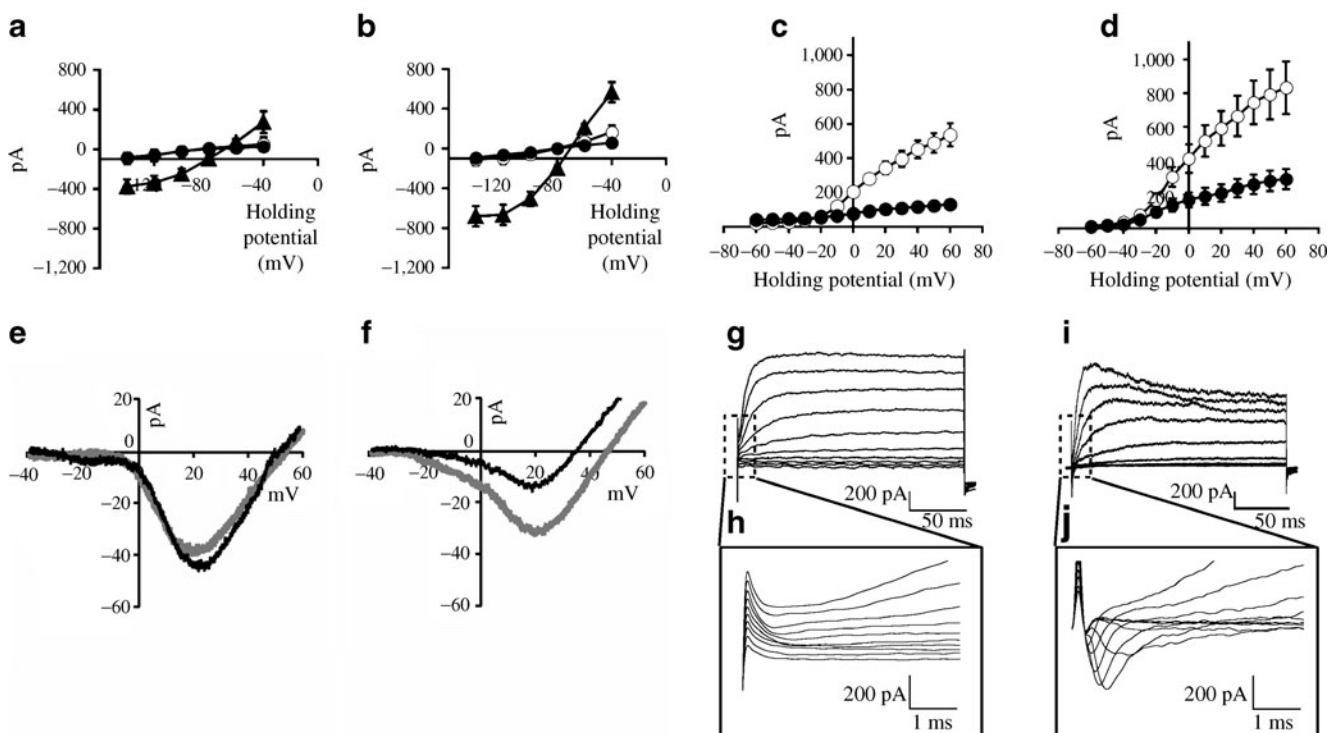 a
800
400
0
−400
−800
−1,200
pA
−120
−80
−40
0
Holding
potential
(mV)
b
800
400
0
−400
−800
−1,200
pA
−120
−80
−40
0
Holding
potential
(mV)
c
1,000
800
600
400
200
pA
−80 −60 −40 −20 0 20 40 60 80
Holding potential (mV)
d
1,000
800
600
400
200
pA
−80 −60 −40 −20 0 20 40 60 80
Holding potential (mV)
e
20
0
−20
−40
−60
pA
−40 −20 0 20 40 60
mV
f
20
0
−20
−40
−60
pA
−40 −20 0 20 40 60
mV
g
200 pA
50 ms
h
200 pA
1 ms
i
200 pA
50 ms
j
200 pA
1 ms